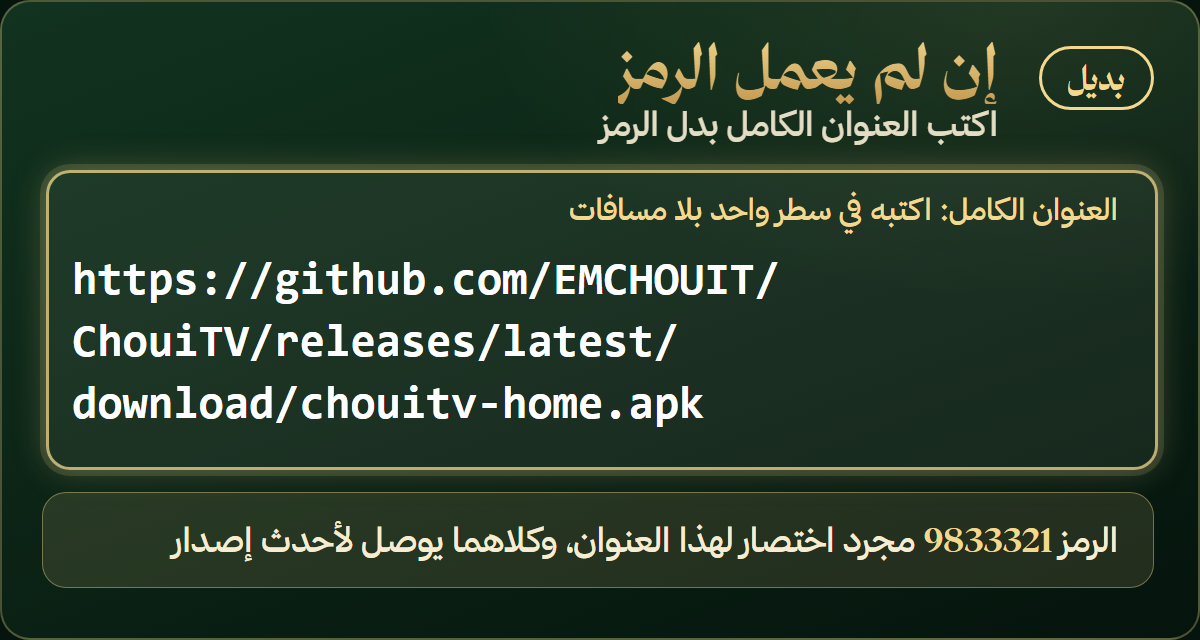 بديل
إن لم يعمل الرمز
اكتب العنوان الكامل بدل الرمز
العنوان الكامل: اكتبه في سطر واحد بلا مسافات
https://github.com/EMCHOUIT/
ChouiTV/releases/latest/
download/chouitv-home.apk
الرمز 9833321 مجرد اختصار لهذا العنوان، وكلاهما يوصل لأحدث إصدار